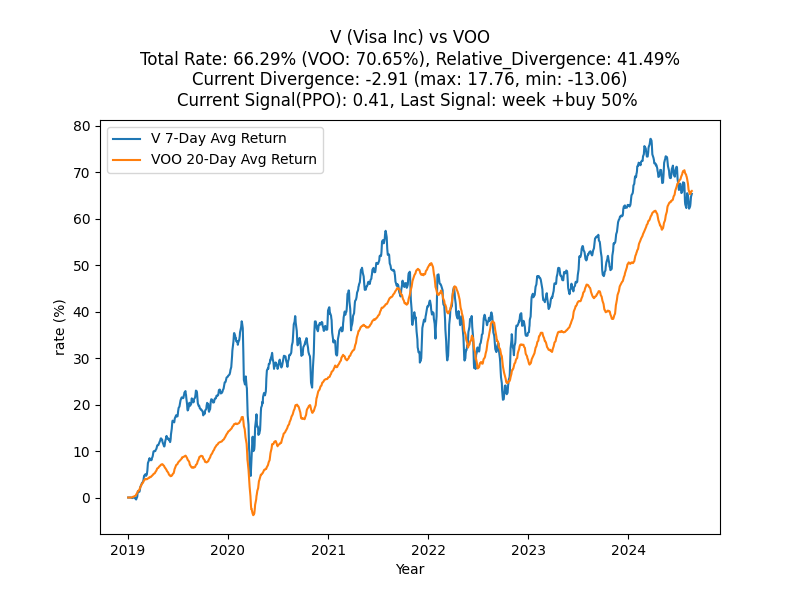 V (Visa Inc) vs VOO
Total Rate: 66.29% (VOO: 70.65%), Relative_Divergence: 41.49%
Current Divergence: -2.91 (max: 17.76, min: -13.06)
Current Signal(PPO): 0.41, Last Signal: week +buy 50%
V 7-Day Avg Return
VOO 20-Day Avg Return
80
70
60
50
40
30
20
10
0
rate (%)
2019 2020 2021 2022 2023 2024
Year